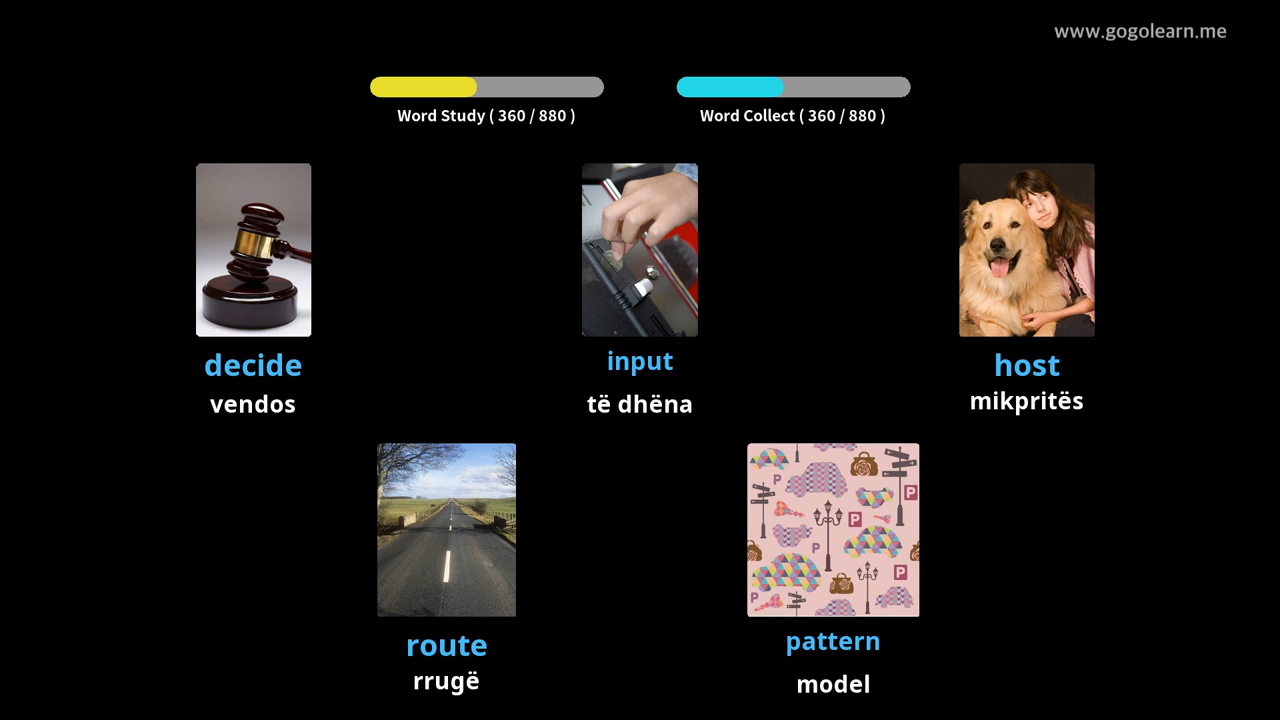 www.gogolearn.me
Word Study ( 360 / 880 )
Word Collect ( 360 / 880 )
decide
vendos
input
të dhëna
host
mikpritës
route
rrugë
pattern
model
P
P
P
P
P
P